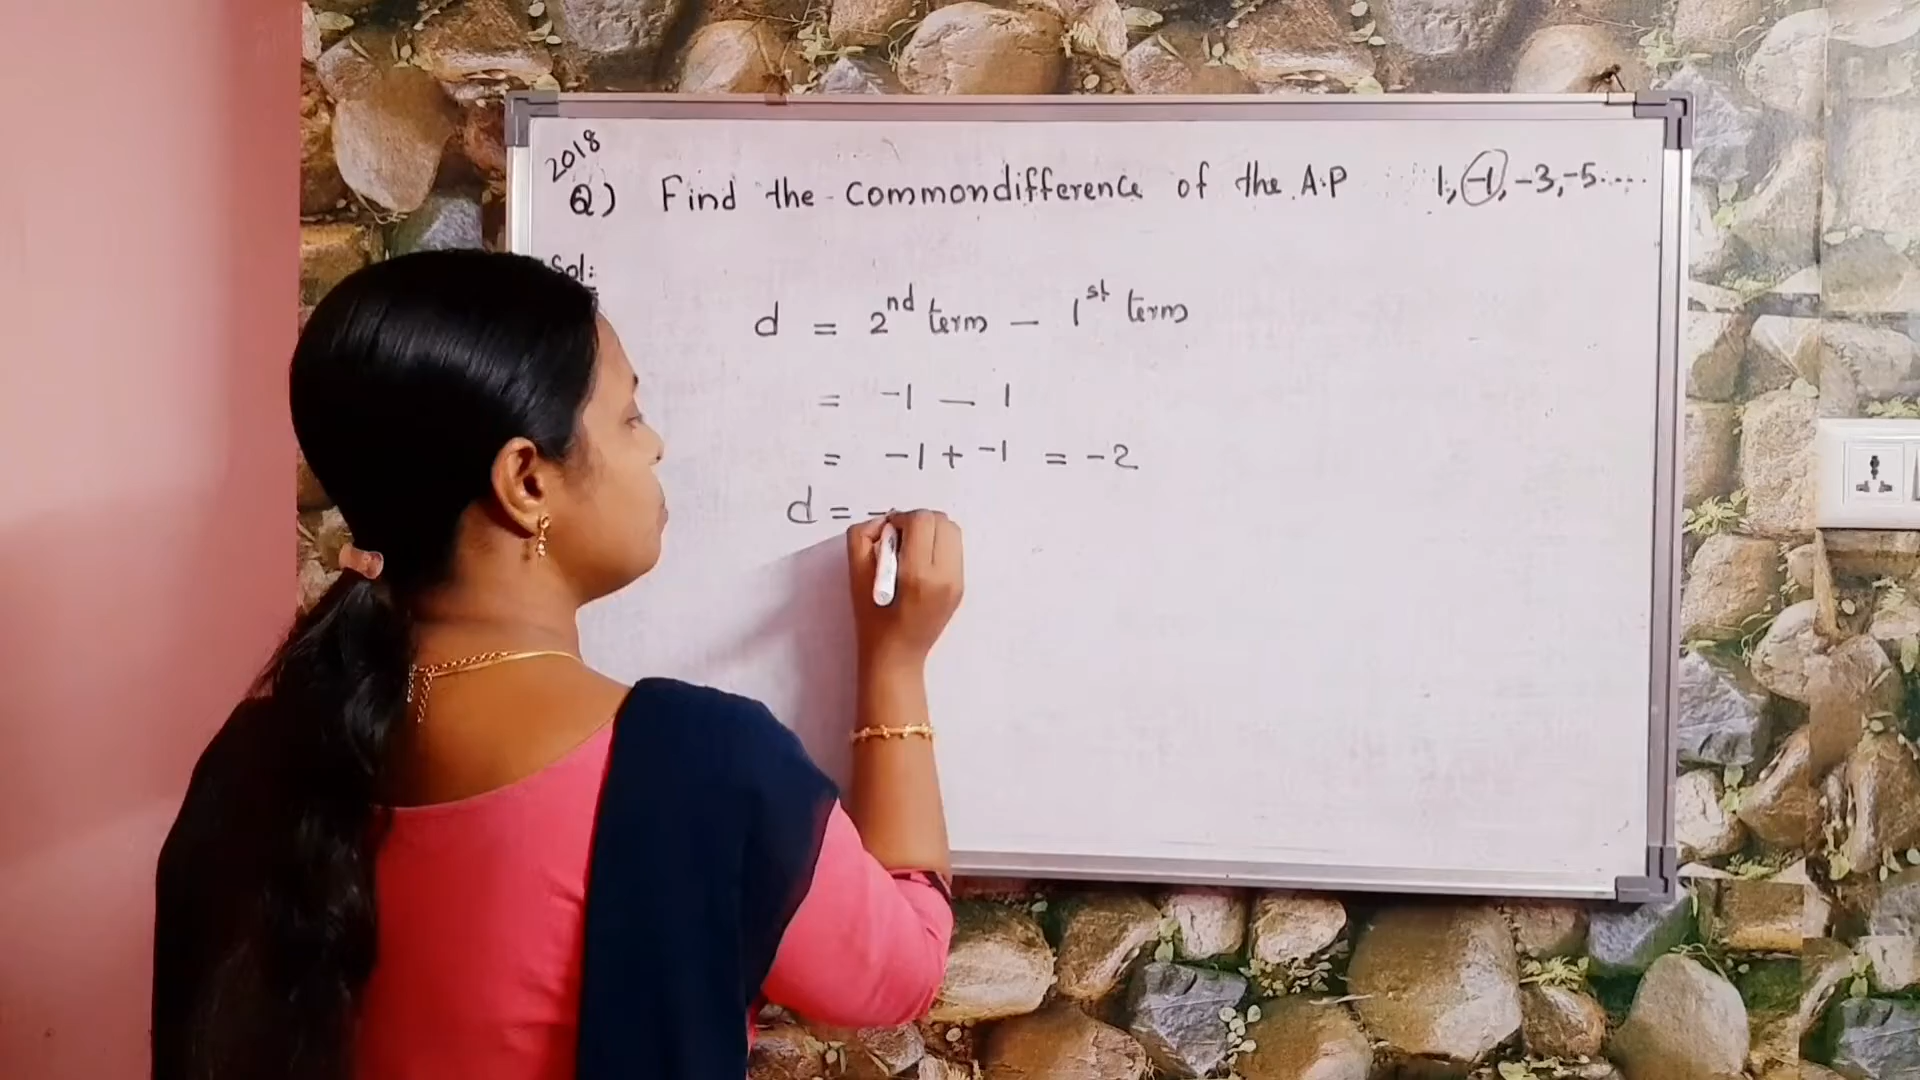 2018
Q) Find the Commondifference of the A.P 1, -1, -3, -5....
Sol:
d = 2nd term - 1st term
= -1 - 1
= -1 + -1 = -2
d = -